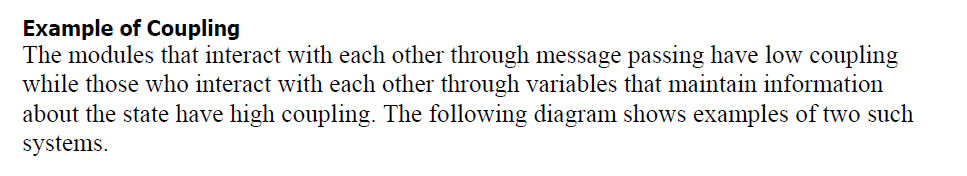 Example of Coupling
The modules that interact with each other through message passing have low coupling
while those who interact with each other through variables that maintain information
about the state have high coupling. The following diagram shows examples of two such
systems.